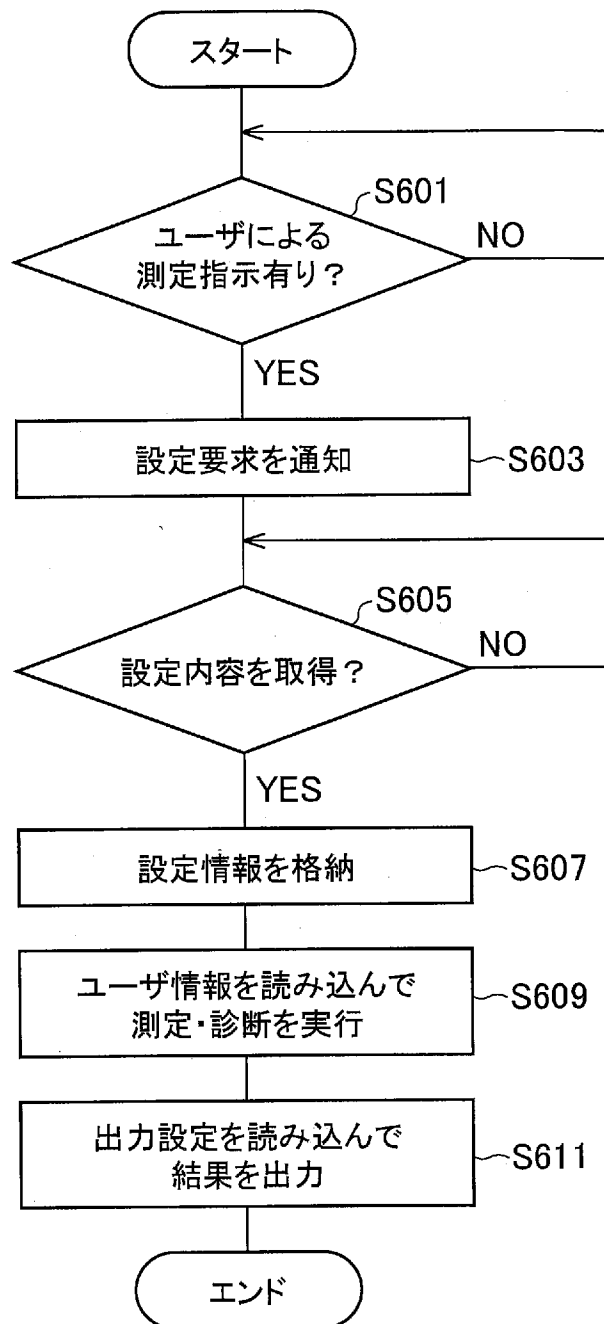 スタート
S601
ユーザによる
測定指示有り？
NO
YES
設定要求を通知
S603
S605
設定内容を取得？
NO
YES
設定情報を格納
S607
ユーザ情報を読み込んで
測定・診断を実行
S609
出力設定を読み込んで
結果を出力
S611
エンド